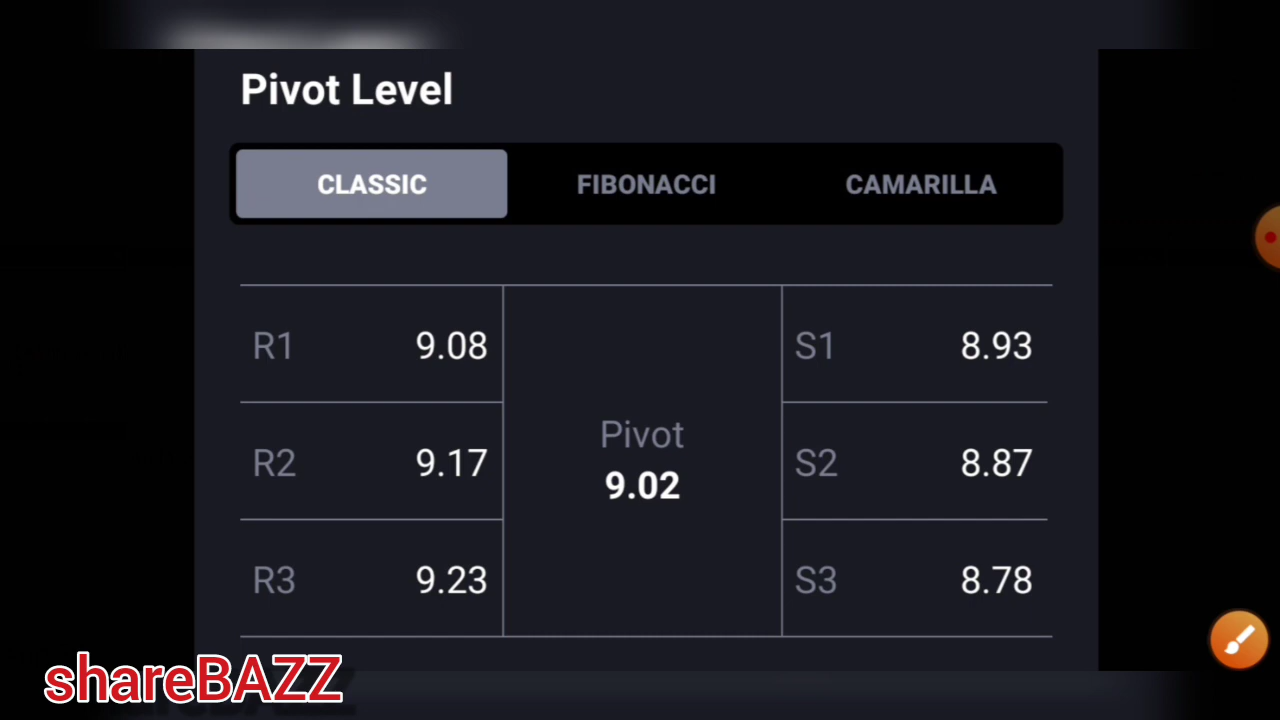 Pivot Level
CLASSIC FIBONACCI CAMARILLA
R1 9.08 S1 8.93
Pivot
R2 9.17 9.02 S2 8.87
R3 9.23 S3 8.78
shareBAZZ